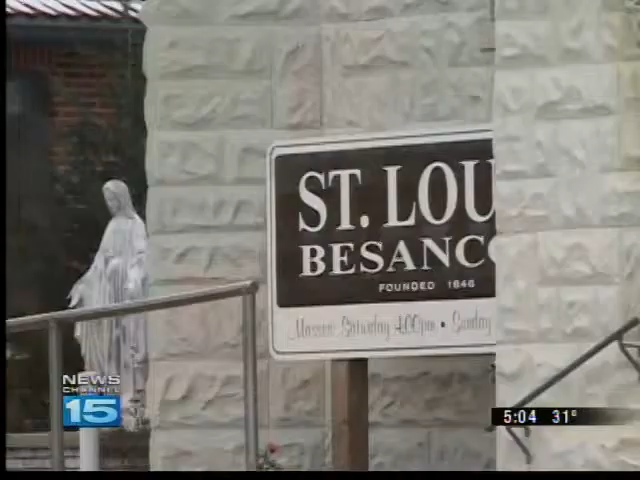 ST. LOU
BESANC
FOUNDED 1846
Masses: Saturday 4:00pm • Sunday
NEWS
CHANNEL
15
5:04 31°